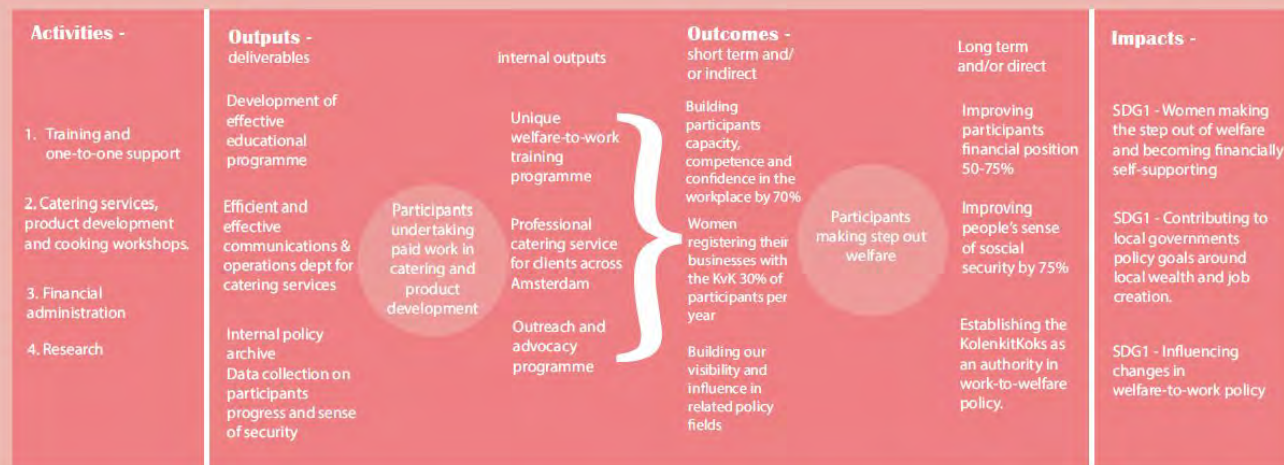 Activities -
1. Training and
one-to-one support
2. Catering services,
product development
and cooking workshops.
3. Financial
administration
4. Research
Outputs -
deliverables
Development of
effective
educational
programme
Efficient and
effective
communications &
operations dept for
catering services
Internal policy
archive
Data collection on
participants
progress and sense
of security
Participants
undertaking
paid work in
catering and
product
development
internal outputs
Unique
welfare-to-work
training
programme
Professional
catering service
for clients across
Amsterdam
Outreach and
advocacy
programme
}
Outcomes -
short term and/
or indirect
Building
participants
capacity,
competence and
confidence in the
workplace by 70%
Women
registering their
businesses with
the KvK 30% of
participants per
year
Building our
visibility and
influence in
related policy
fields
Participants
making step out
welfare
Long term
and/or direct
Improving
participants
financial position
50-75%
Improving
people's sense
of soscial
security by 75%
Establishing the
KolenkitKoks as
an authority in
work-to-welfare
policy.
Impacts -
SDG1 - Women making
the step out of welfare
and becoming financially
self-supporting
SDG1 - Contributing to
local governments
policy goals around
local wealth and job
creation.
SDG1 - Influencing
changes in
welfare-to-work policy